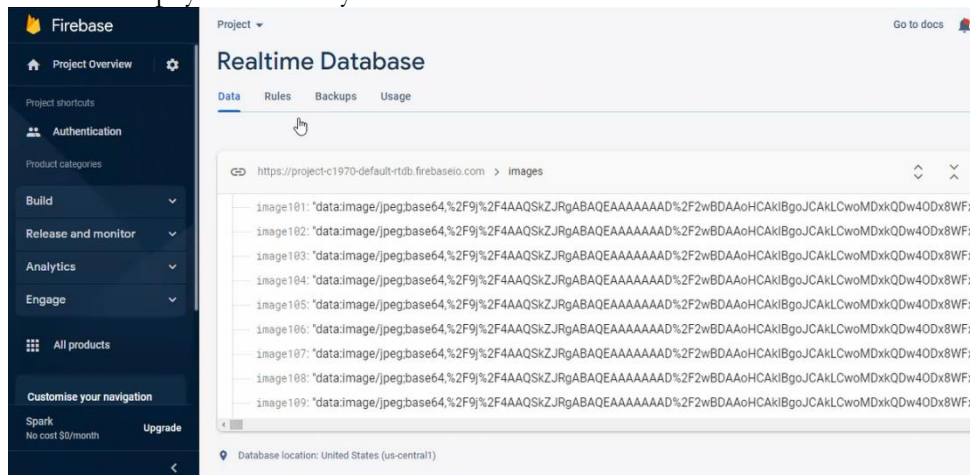 Firebase
Project Overview
Project shortcuts
Authentication
Product categories
Build
Release and monitor
Analytics
Engage
All products
Customise your navigation
Spark
No cost $0/month
Upgrade
Project
Go to docs
Realtime Database
Data Rules Backups Usage
https://project-c1970-default-rtdb.firebaseio.com > images
image101: "data:image/jpeg;base64,%2F9j%2F4AAQSkZJRgABAQEAAAAAAAD%2F2wBDAAoHCAkIBgoJCAkLCwoMDxkQDw4ODx8WF
image102: "data:image/jpeg;base64,%2F9j%2F4AAQSkZJRgABAQEAAAAAAAD%2F2wBDAAoHCAkIBgoJCAkLCwoMDxkQDw4ODx8WF
image103: "data:image/jpeg;base64,%2F9j%2F4AAQSkZJRgABAQEAAAAAAAD%2F2wBDAAoHCAkIBgoJCAkLCwoMDxkQDw4ODx8WF
image104: "data:image/jpeg;base64,%2F9j%2F4AAQSkZJRgABAQEAAAAAAAD%2F2wBDAAoHCAkIBgoJCAkLCwoMDxkQDw4ODx8WF
image105: "data:image/jpeg;base64,%2F9j%2F4AAQSkZJRgABAQEAAAAAAAD%2F2wBDAAoHCAkIBgoJCAkLCwoMDxkQDw4ODx8WF
image106: "data:image/jpeg;base64,%2F9j%2F4AAQSkZJRgABAQEAAAAAAAD%2F2wBDAAoHCAkIBgoJCAkLCwoMDxkQDw4ODx8WF
image107: "data:image/jpeg;base64,%2F9j%2F4AAQSkZJRgABAQEAAAAAAAD%2F2wBDAAoHCAkIBgoJCAkLCwoMDxkQDw4ODx8WF
image108: "data:image/jpeg;base64,%2F9j%2F4AAQSkZJRgABAQEAAAAAAAD%2F2wBDAAoHCAkIBgoJCAkLCwoMDxkQDw4ODx8WF
image109: "data:image/jpeg;base64,%2F9j%2F4AAQSkZJRgABAQEAAAAAAAD%2F2wBDAAoHCAkIBgoJCAkLCwoMDxkQDw4ODx8WF
Database location: United States (us-central1)